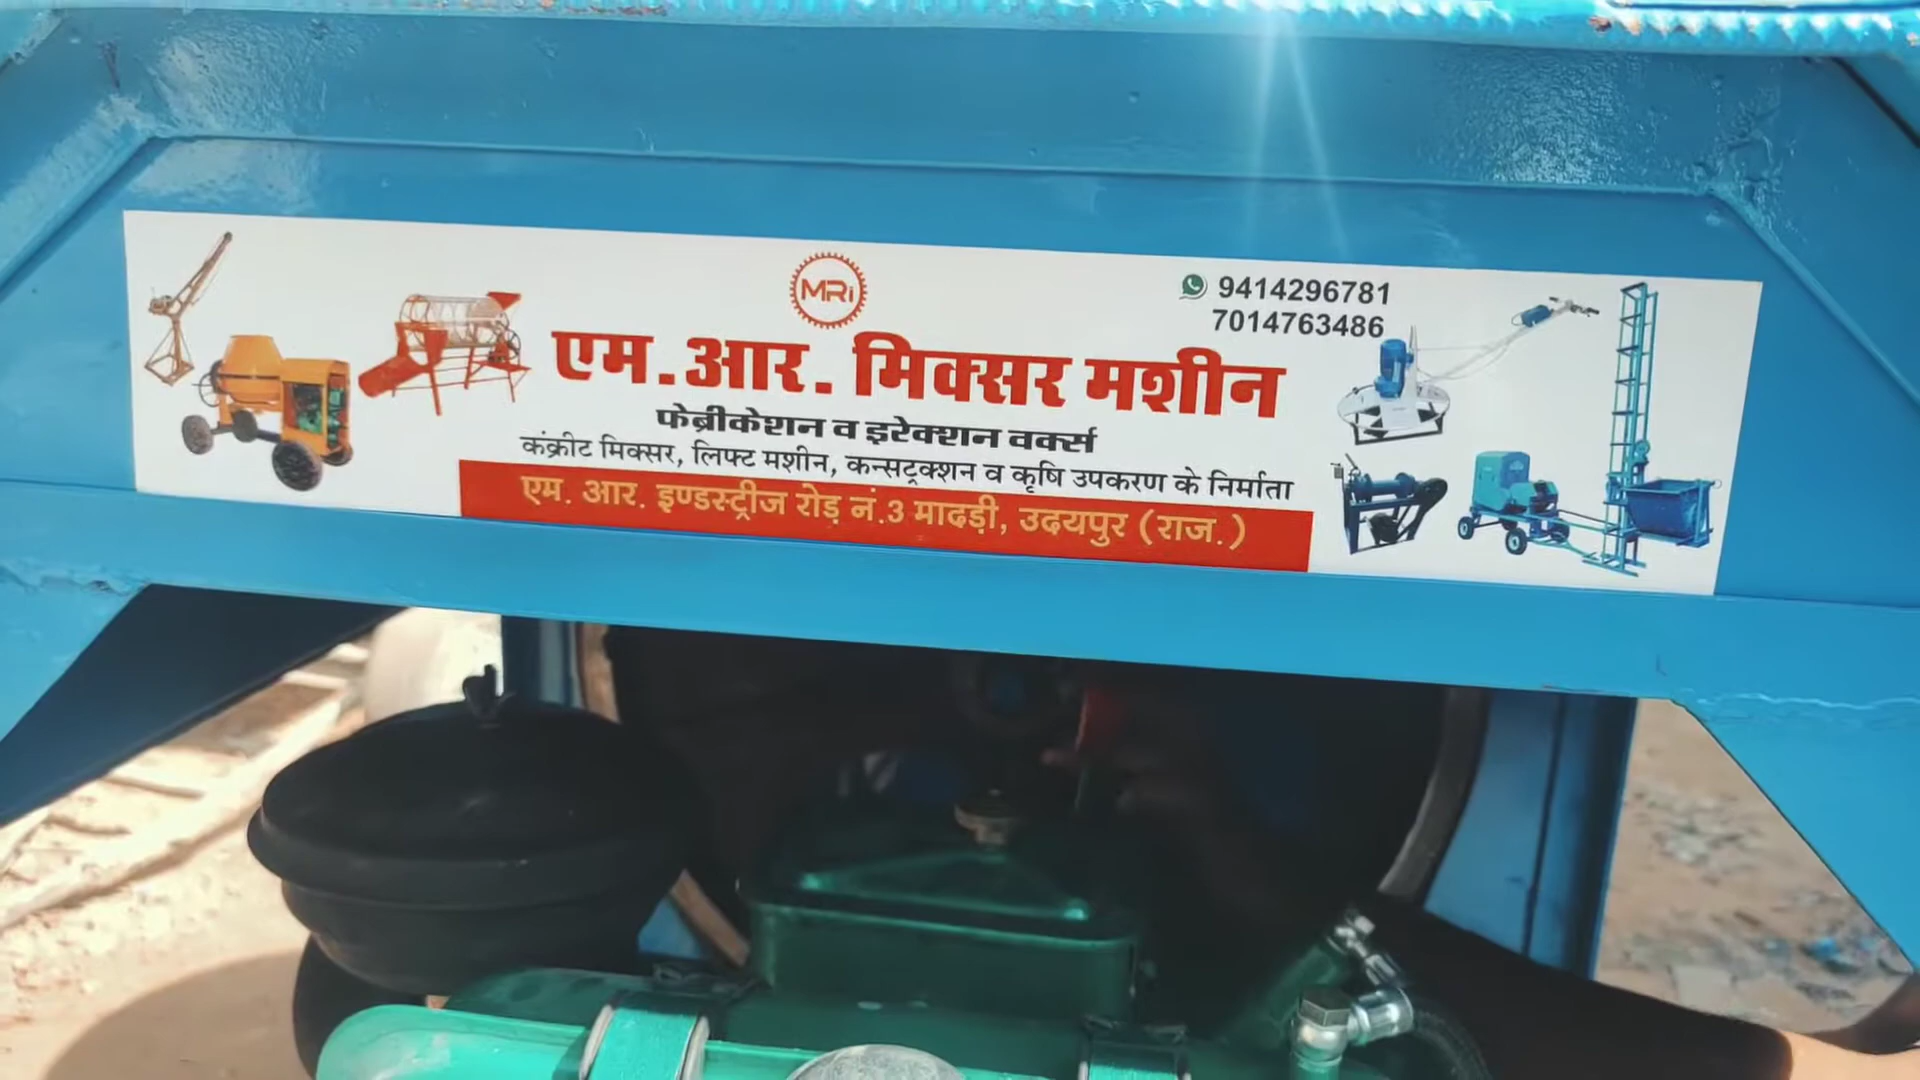 MRi
9414296781
7014763486
एम.आर. मिक्सर मशीन
फेब्रीकेशन व इरेक्शन वर्क्स
कंक्रीट मिक्सर, लिफ्ट मशीन, कन्सट्रक्शन व कृषि उपकरण के निर्माता
एम. आर. इण्डस्ट्रीज रोड़ नं.3 मादड़ी, उदयपुर (राज.)